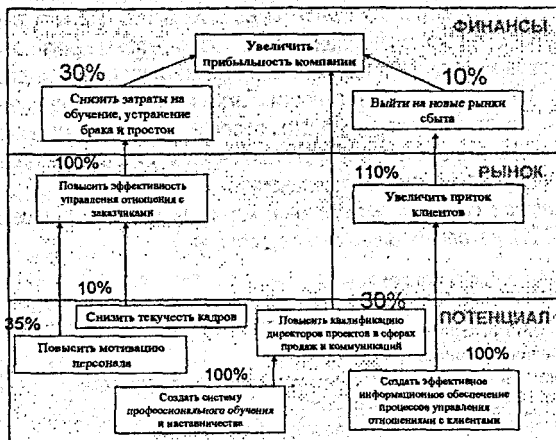 ФИНАНСЫ
Увеличить
прибыльность компании
30%
10%
Снизить затраты на
обучение, устранение
брака и простои
Выйти на новые рынки
сбыта
100%
110%
РЫНОК
Повысить эффективность
управления отношения с
заказчиками
Увеличить приток
клиентов
10%
30%
Снизить текучесть кадров
ПОТЕНЦИАЛ
35%
Повысить квалификацию
директоров проектов в сферах
продаж и коммуникаций
Повысить мотивацию
персонала
100%
100%
Создать систему
профессионального обучения
и наставничества
Создать эффективное
информационное обеспечение
процессов управления
отношениями с клиентами